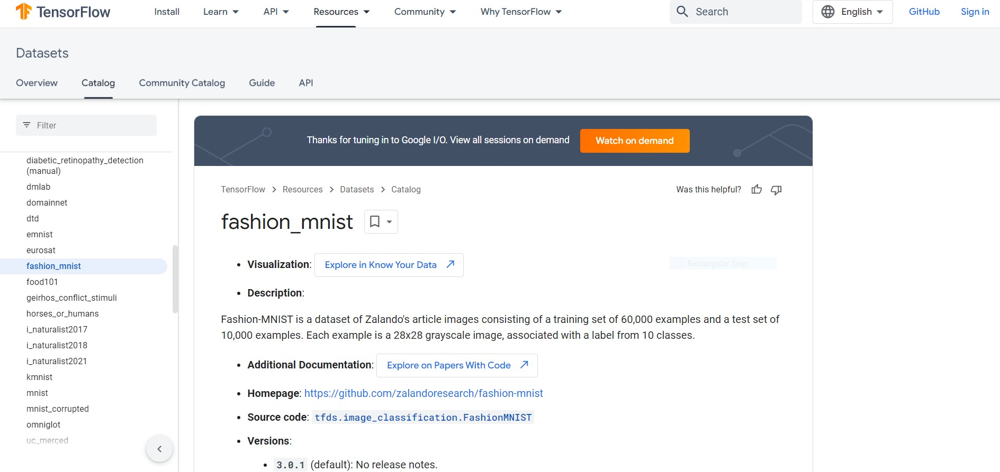 TensorFlow Install Learn API Resources Community Why TensorFlow Search English GitHub Sign in
Datasets
Overview Catalog Community Catalog Guide API
Filter
diabetic_retinopathy_detection
(manual)
dmlab
domainnet
dtd
emnist
eurosat
fashion_mnist
food101
geirhos_conflict_stimuli
horses_or_humans
i_naturalist2017
i_naturalist2018
i_naturalist2021
kmnist
mnist
mnist_corrupted
omniglot
uc_merced
Thanks for tuning in to Google I/O. View all sessions on demand Watch on demand
TensorFlow > Resources > Datasets > Catalog Was this helpful?
fashion_mnist
• Visualization: Explore in Know Your Data
Rectangular Snip
• Description:
Fashion-MNIST is a dataset of Zalando's article images consisting of a training set of 60,000 examples and a test set of
10,000 examples. Each example is a 28x28 grayscale image, associated with a label from 10 classes.
• Additional Documentation: Explore on Papers With Code
• Homepage: https://github.com/zalandoresearch/fashion-mnist
• Source code: tfds.image_classification.FashionMNIST
• Versions:
• 3.0.1 (default): No release notes.